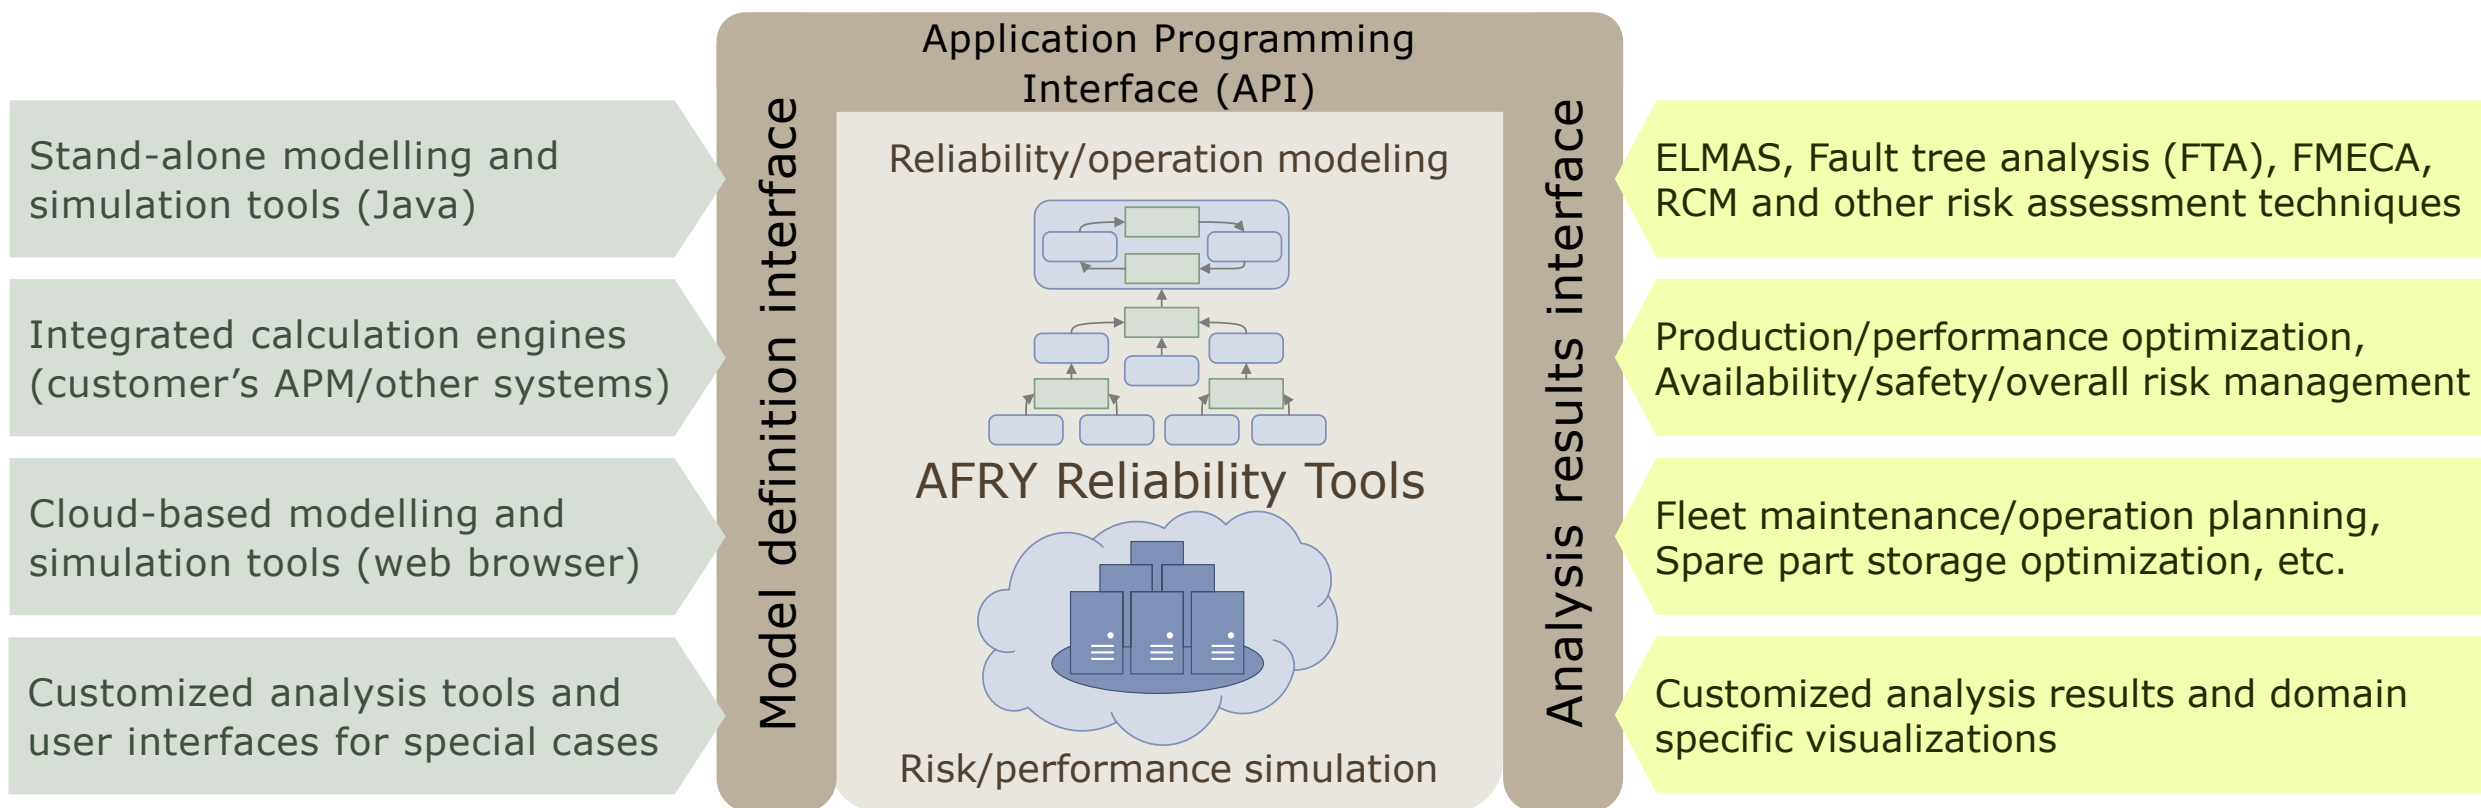 Application Programming
Interface (API)
Stand-alone modelling and
simulation tools (Java)
Integrated calculation engines
(customer’s APM/other systems)
Cloud-based modelling and
simulation tools (web browser)
Customized analysis tools and
user interfaces for special cases
Model definition interface
Reliability/operation modeling
AFRY Reliability Tools
Risk/performance simulation
Analysis results interface
ELMAS, Fault tree analysis (FTA), FMECA,
RCM and other risk assessment techniques
Production/performance optimization,
Availability/safety/overall risk management
Fleet maintenance/operation planning,
Spare part storage optimization, etc.
Customized analysis results and domain
specific visualizations